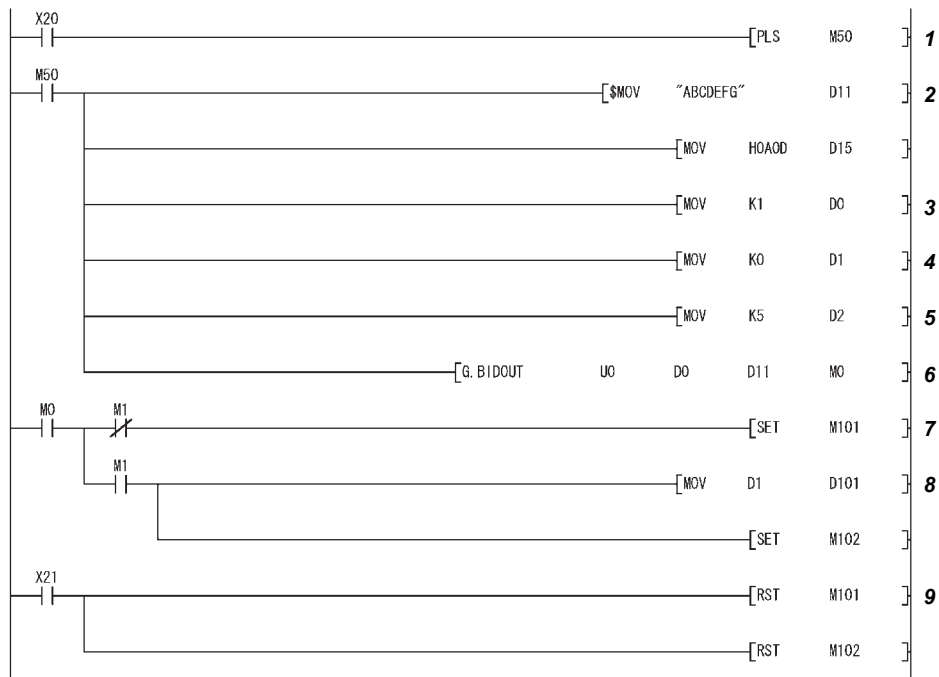 X20
[PLS M50 ] 1
M50
[$MOV "ABCDEFG" D11 ] 2
[MOV H0A0D D15 ]
[MOV K1 D0 ] 3
[MOV K0 D1 ] 4
[MOV K5 D2 ] 5
[G.BIDOUT U0 D0 D11 M0 ] 6
M0 M1
[SET M101 ] 7
M1
[MOV D1 D101 ] 8
[SET M102 ]
X21
[RST M101 ] 9
[RST M102 ]